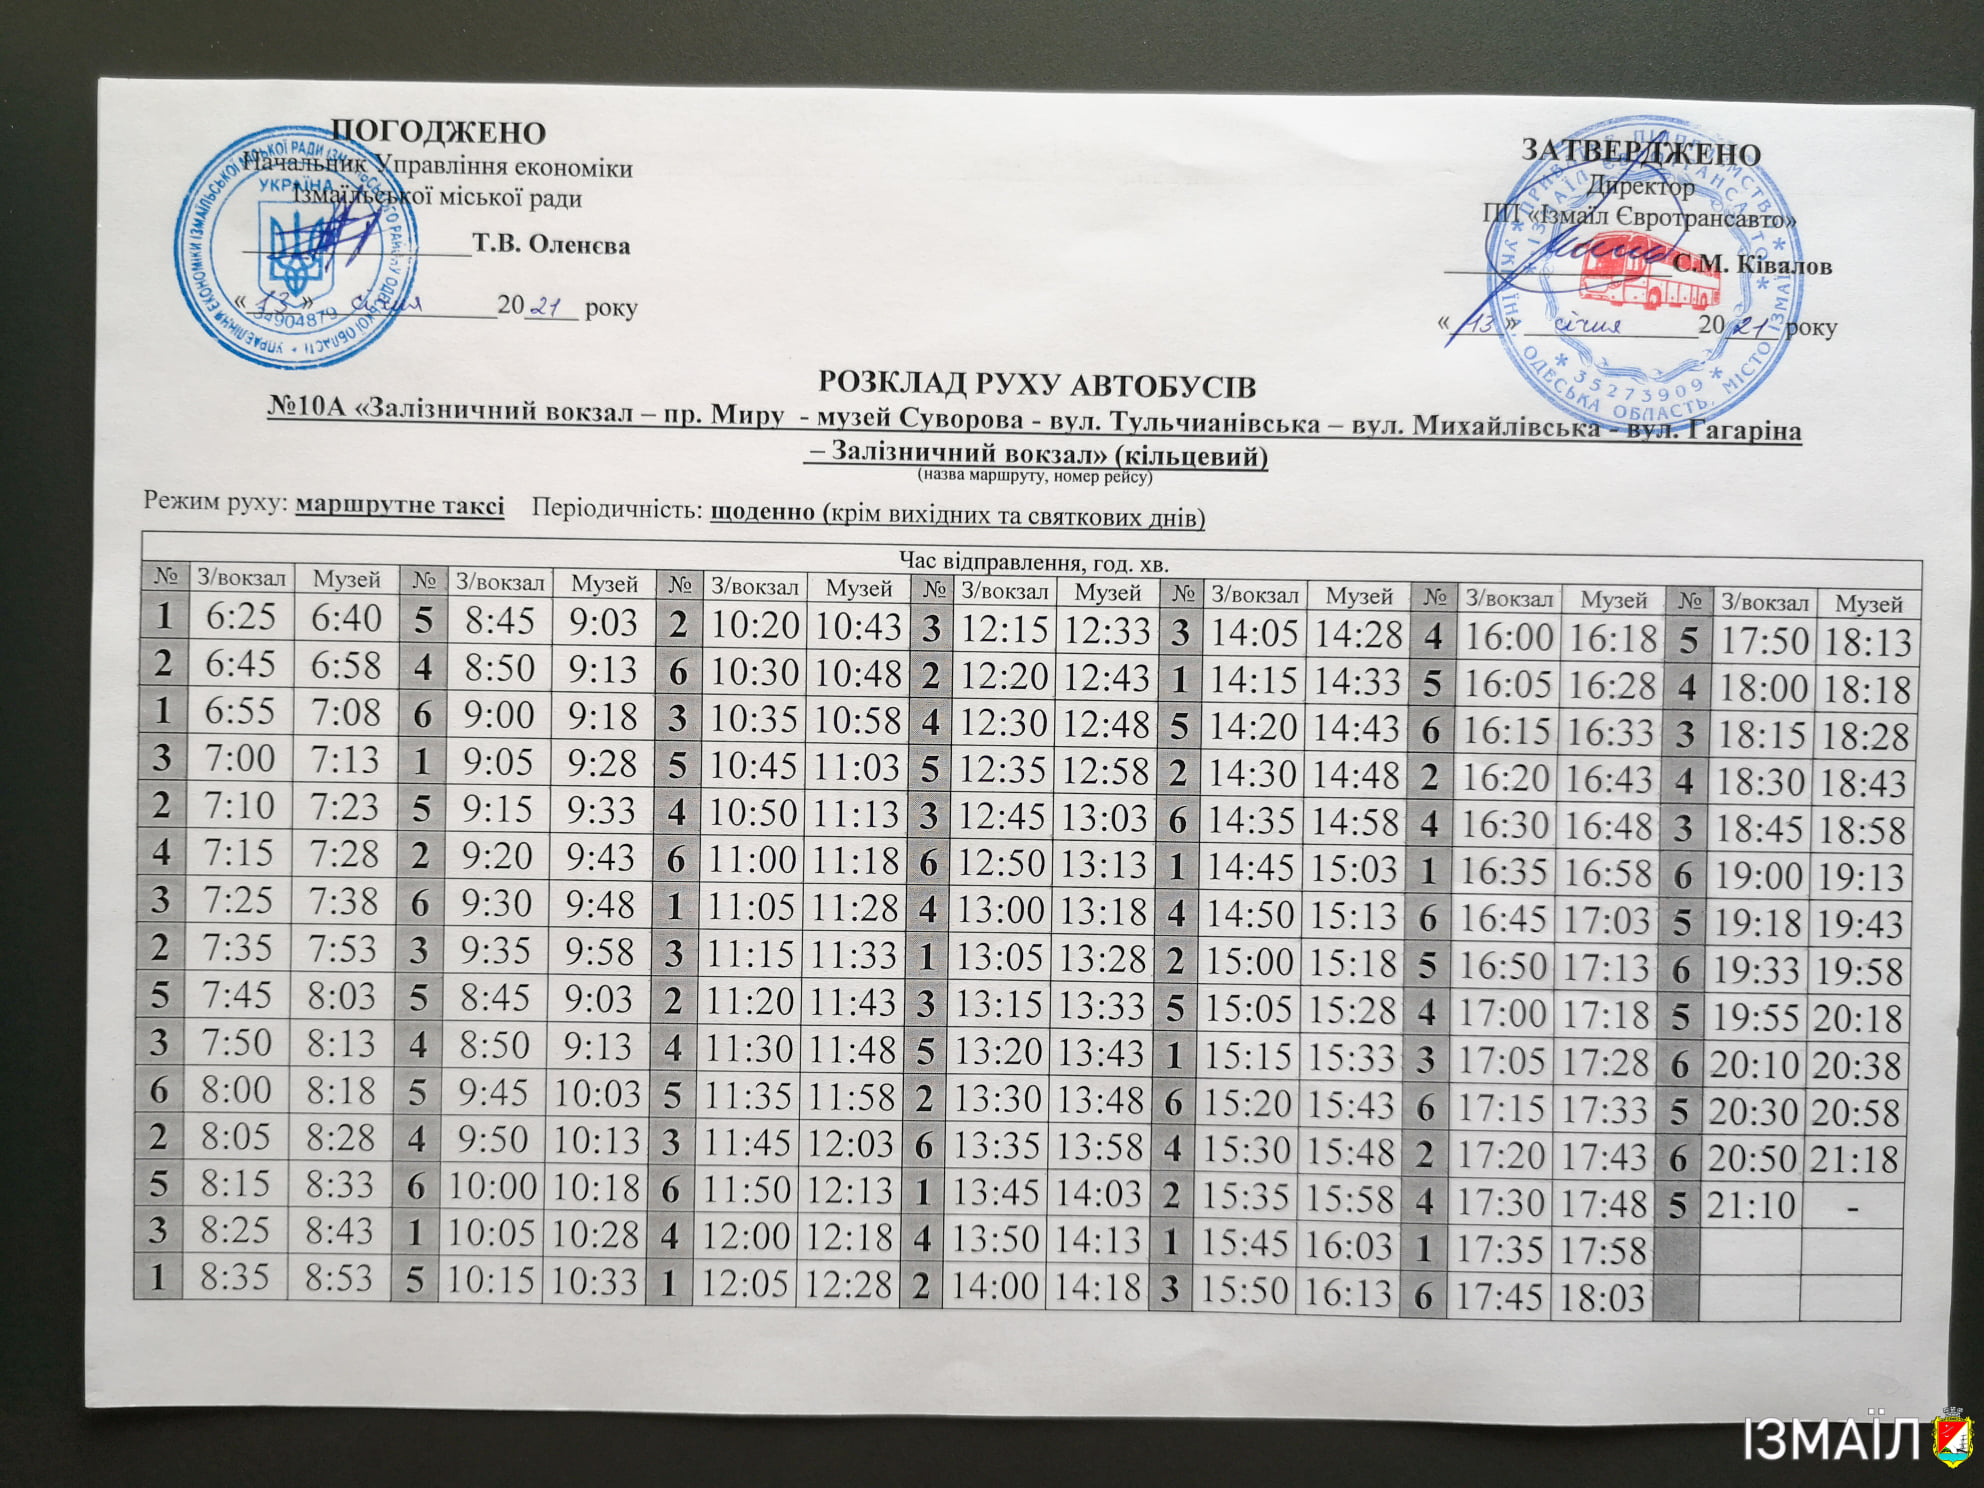 ПОГОДЖЕНО
Начальник Управління економіки
Ізмаїльської міської ради
Т.В. Оленєва
« 13 » січня 2021 року
ЗАТВЕРДЖЕНО
Директор
ПП «Ізмаїл Євротрансавто»
С.М. Ківалов
« 13 » січня 2021 року
УКРАЇНА
34904879
35273909
РОЗКЛАД РУХУ АВТОБУСІВ
№10А «Залізничний вокзал – пр. Миру - музей Суворова - вул. Тульчианівська – вул. Михайлівська - вул. Гагаріна
– Залізничний вокзал» (кільцевий)
(назва маршруту, номер рейсу)
Режим руху: маршрутне таксі Періодичність: щоденно (крім вихідних та святкових днів)
Час відправлення, год. хв.
№ З/вокзал Музей № З/вокзал Музей № З/вокзал Музей № З/вокзал Музей № З/вокзал Музей № З/вокзал Музей № З/вокзал Музей
1 6:25 6:40 5 8:45 9:03 2 10:20 10:43 3 12:15 12:33 3 14:05 14:28 4 16:00 16:18 5 17:50 18:13
2 6:45 6:58 4 8:50 9:13 6 10:30 10:48 2 12:20 12:43 1 14:15 14:33 5 16:05 16:28 4 18:00 18:18
1 6:55 7:08 6 9:00 9:18 3 10:35 10:58 4 12:30 12:48 5 14:20 14:43 6 16:15 16:33 3 18:15 18:28
3 7:00 7:13 1 9:05 9:28 5 10:45 11:03 5 12:35 12:58 2 14:30 14:48 2 16:20 16:43 4 18:30 18:43
2 7:10 7:23 5 9:15 9:33 4 10:50 11:13 3 12:45 13:03 6 14:35 14:58 4 16:30 16:48 3 18:45 18:58
4 7:15 7:28 2 9:20 9:43 6 11:00 11:18 6 12:50 13:13 1 14:45 15:03 1 16:35 16:58 6 19:00 19:13
3 7:25 7:38 6 9:30 9:48 1 11:05 11:28 4 13:00 13:18 4 14:50 15:13 6 16:45 17:03 5 19:18 19:43
2 7:35 7:53 3 9:35 9:58 3 11:15 11:33 1 13:05 13:28 2 15:00 15:18 5 16:50 17:13 6 19:33 19:58
5 7:45 8:03 5 8:45 9:03 2 11:20 11:43 3 13:15 13:33 5 15:05 15:28 4 17:00 17:18 5 19:55 20:18
3 7:50 8:13 4 8:50 9:13 4 11:30 11:48 5 13:20 13:43 1 15:15 15:33 3 17:05 17:28 6 20:10 20:38
6 8:00 8:18 5 9:45 10:03 5 11:35 11:58 2 13:30 13:48 6 15:20 15:43 6 17:15 17:33 5 20:30 20:58
2 8:05 8:28 4 9:50 10:13 3 11:45 12:03 6 13:35 13:58 4 15:30 15:48 2 17:20 17:43 6 20:50 21:18
5 8:15 8:33 6 10:00 10:18 6 11:50 12:13 1 13:45 14:03 2 15:35 15:58 4 17:30 17:48 5 21:10 -
3 8:25 8:43 1 10:05 10:28 4 12:00 12:18 4 13:50 14:13 1 15:45 16:03 1 17:35 17:58
1 8:35 8:53 5 10:15 10:33 1 12:05 12:28 2 14:00 14:18 3 15:50 16:13 6 17:45 18:03
ІЗМАЇЛ